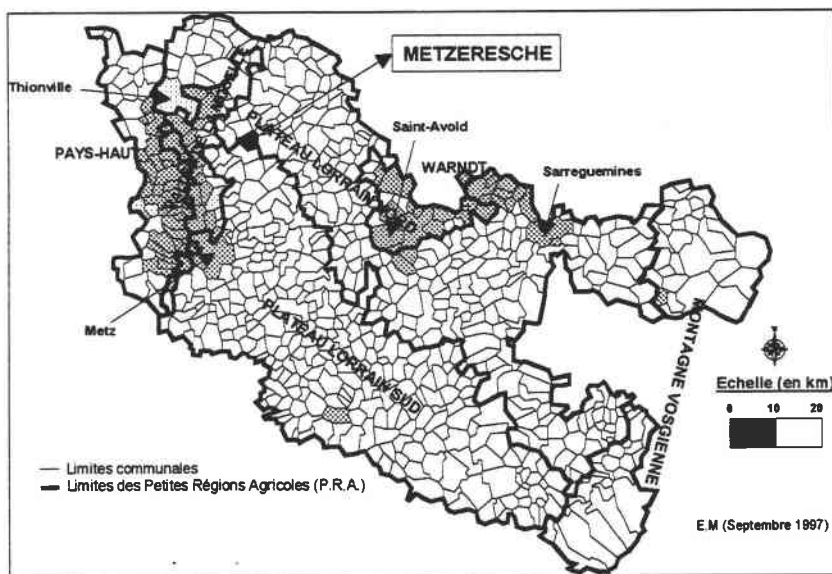 METZERESCHE
Thionville
Saint-Avold
PAYS-HAUT
WARNDT
Sarreguemines
PLATEAU LORRAIN NORD
Metz
PLATEAU LORRAIN SUD
MONTAGNE VOSGIENNE
Echelle (en km)
0 10 20
Limites communales
Limites des Petites Régions Agricoles (P.R.A.)
E.M (Septembre 1997)